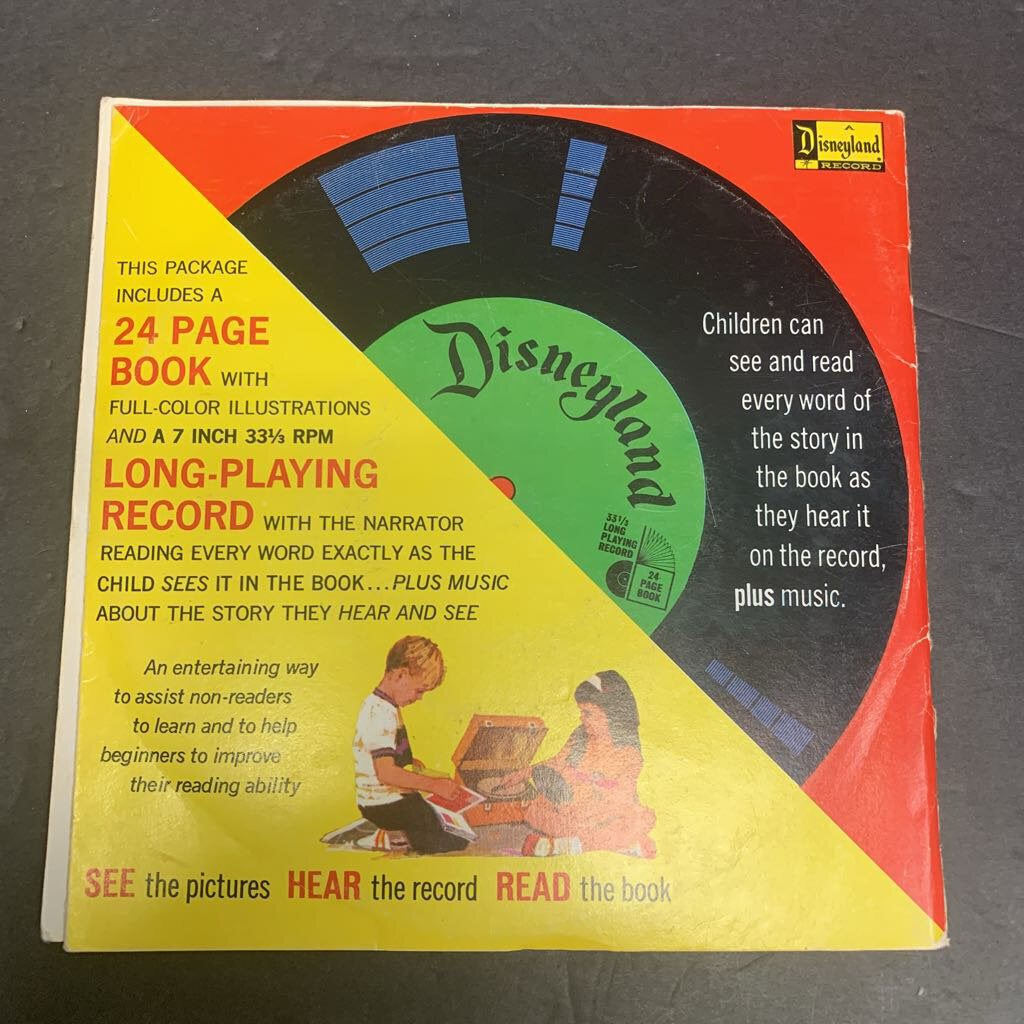 Disneyland
RECORD
THIS PACKAGE
INCLUDES A
24 PAGE
BOOK WITH
FULL-COLOR ILLUSTRATIONS
AND A 7 INCH 33⅓ RPM
LONG-PLAYING
RECORD WITH THE NARRATOR
READING EVERY WORD EXACTLY AS THE
CHILD SEES IT IN THE BOOK...PLUS MUSIC
ABOUT THE STORY THEY HEAR AND SEE
An entertaining way
to assist non-readers
to learn and to help
beginners to improve
their reading ability
Disneyland
33⅓
LONG
PLAYING
RECORD
24
PAGE
BOOK
Children can
see and read
every word of
the story in
the book as
they hear it
on the record,
plus music.
SEE the pictures HEAR the record READ the book